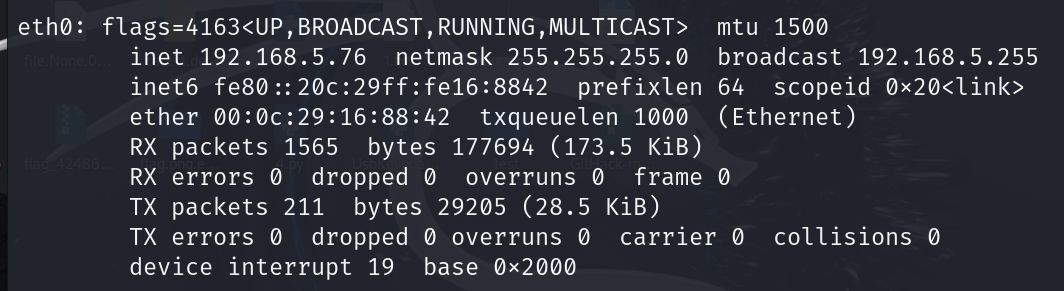 eth0: flags=4163<UP,BROADCAST,RUNNING,MULTICAST>  mtu 1500
        inet 192.168.5.76  netmask 255.255.255.0  broadcast 192.168.5.255
        inet6 fe80::20c:29ff:fe16:8842  prefixlen 64  scopeid 0x20<link>
        ether 00:0c:29:16:88:42  txqueuelen 1000  (Ethernet)
        RX packets 1565  bytes 177694 (173.5 KiB)
        RX errors 0  dropped 0  overruns 0  frame 0
        TX packets 211  bytes 29205 (28.5 KiB)
        TX errors 0  dropped 0 overruns 0  carrier 0  collisions 0
        device interrupt 19  base 0x2000